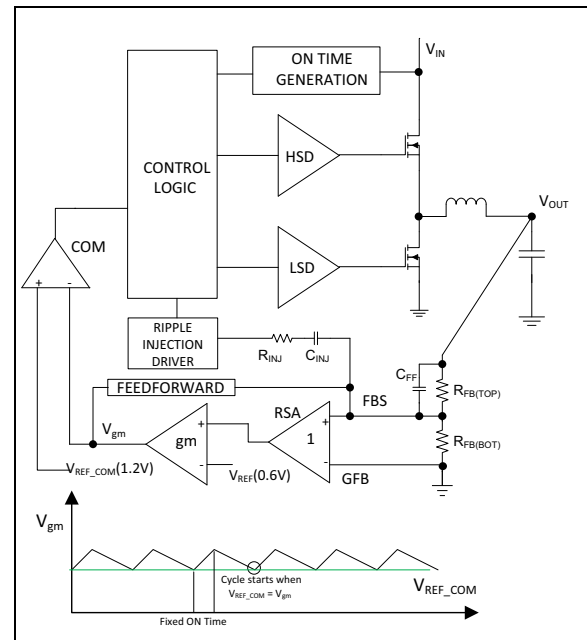 ON TIME
GENERATION
V_IN
HSD
CONTROL
LOGIC
V_OUT
COM
LSD
+ -
RIPPLE
INJECTION
DRIVER
R_INJ
C_INJ
FEEDFORWARD
C_FF
R_FB(TOP)
FBS
RSA
V_gm
gm
+
-
1
+
-
R_FB(BOT)
V_REF_COM(1.2V)
V_REF(0.6V)
GFB
V_gm
Cycle starts when
V_REF_COM = V_gm
V_REF_COM
Fixed ON Time